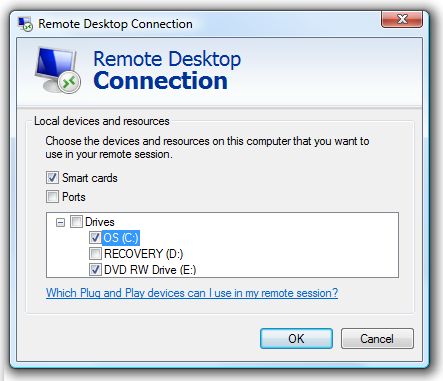 Remote Desktop Connection
Remote Desktop
Connection
Local devices and resources
Choose the devices and resources on this computer that you want to
use in your remote session.
Smart cards
Ports
Drives
OS (C:)
RECOVERY (D:)
DVD RW Drive (E:)
Which Plug and Play devices can I use in my remote session?
OK Cancel